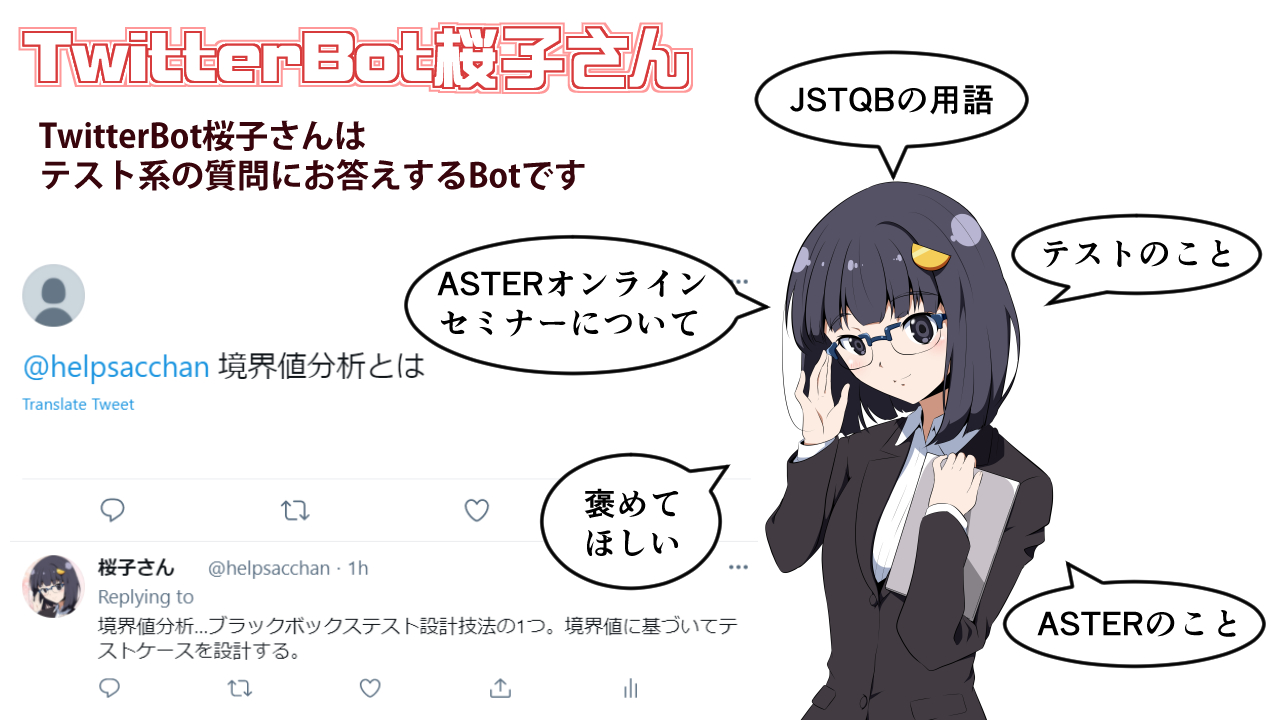 TwitterBot桜子さん
TwitterBot桜子さんは
テスト系の質問にお答えするBotです
JSTQBの用語
テストのこと
ASTERオンライン
セミナーについて
@helpsacchan 境界値分析とは
Translate Tweet
褒めて
ほしい
桜子さん @helpsacchan · 1h
Replying to
境界値分析...ブラックボックステスト設計技法の1つ。境界値に基づいてテ
ストケースを設計する。
ASTERのこと